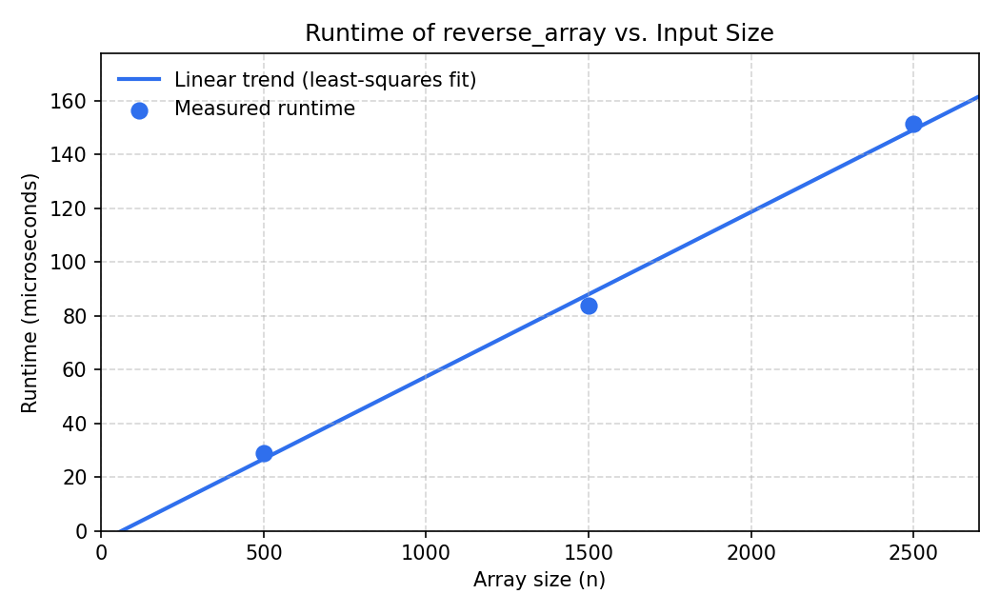 Runtime of reverse_array vs. Input Size
Linear trend (least-squares fit)
Measured runtime
Runtime (microseconds)
160
140
120
100
80
60
40
20
0
0 500 1000 1500 2000 2500
Array size (n)